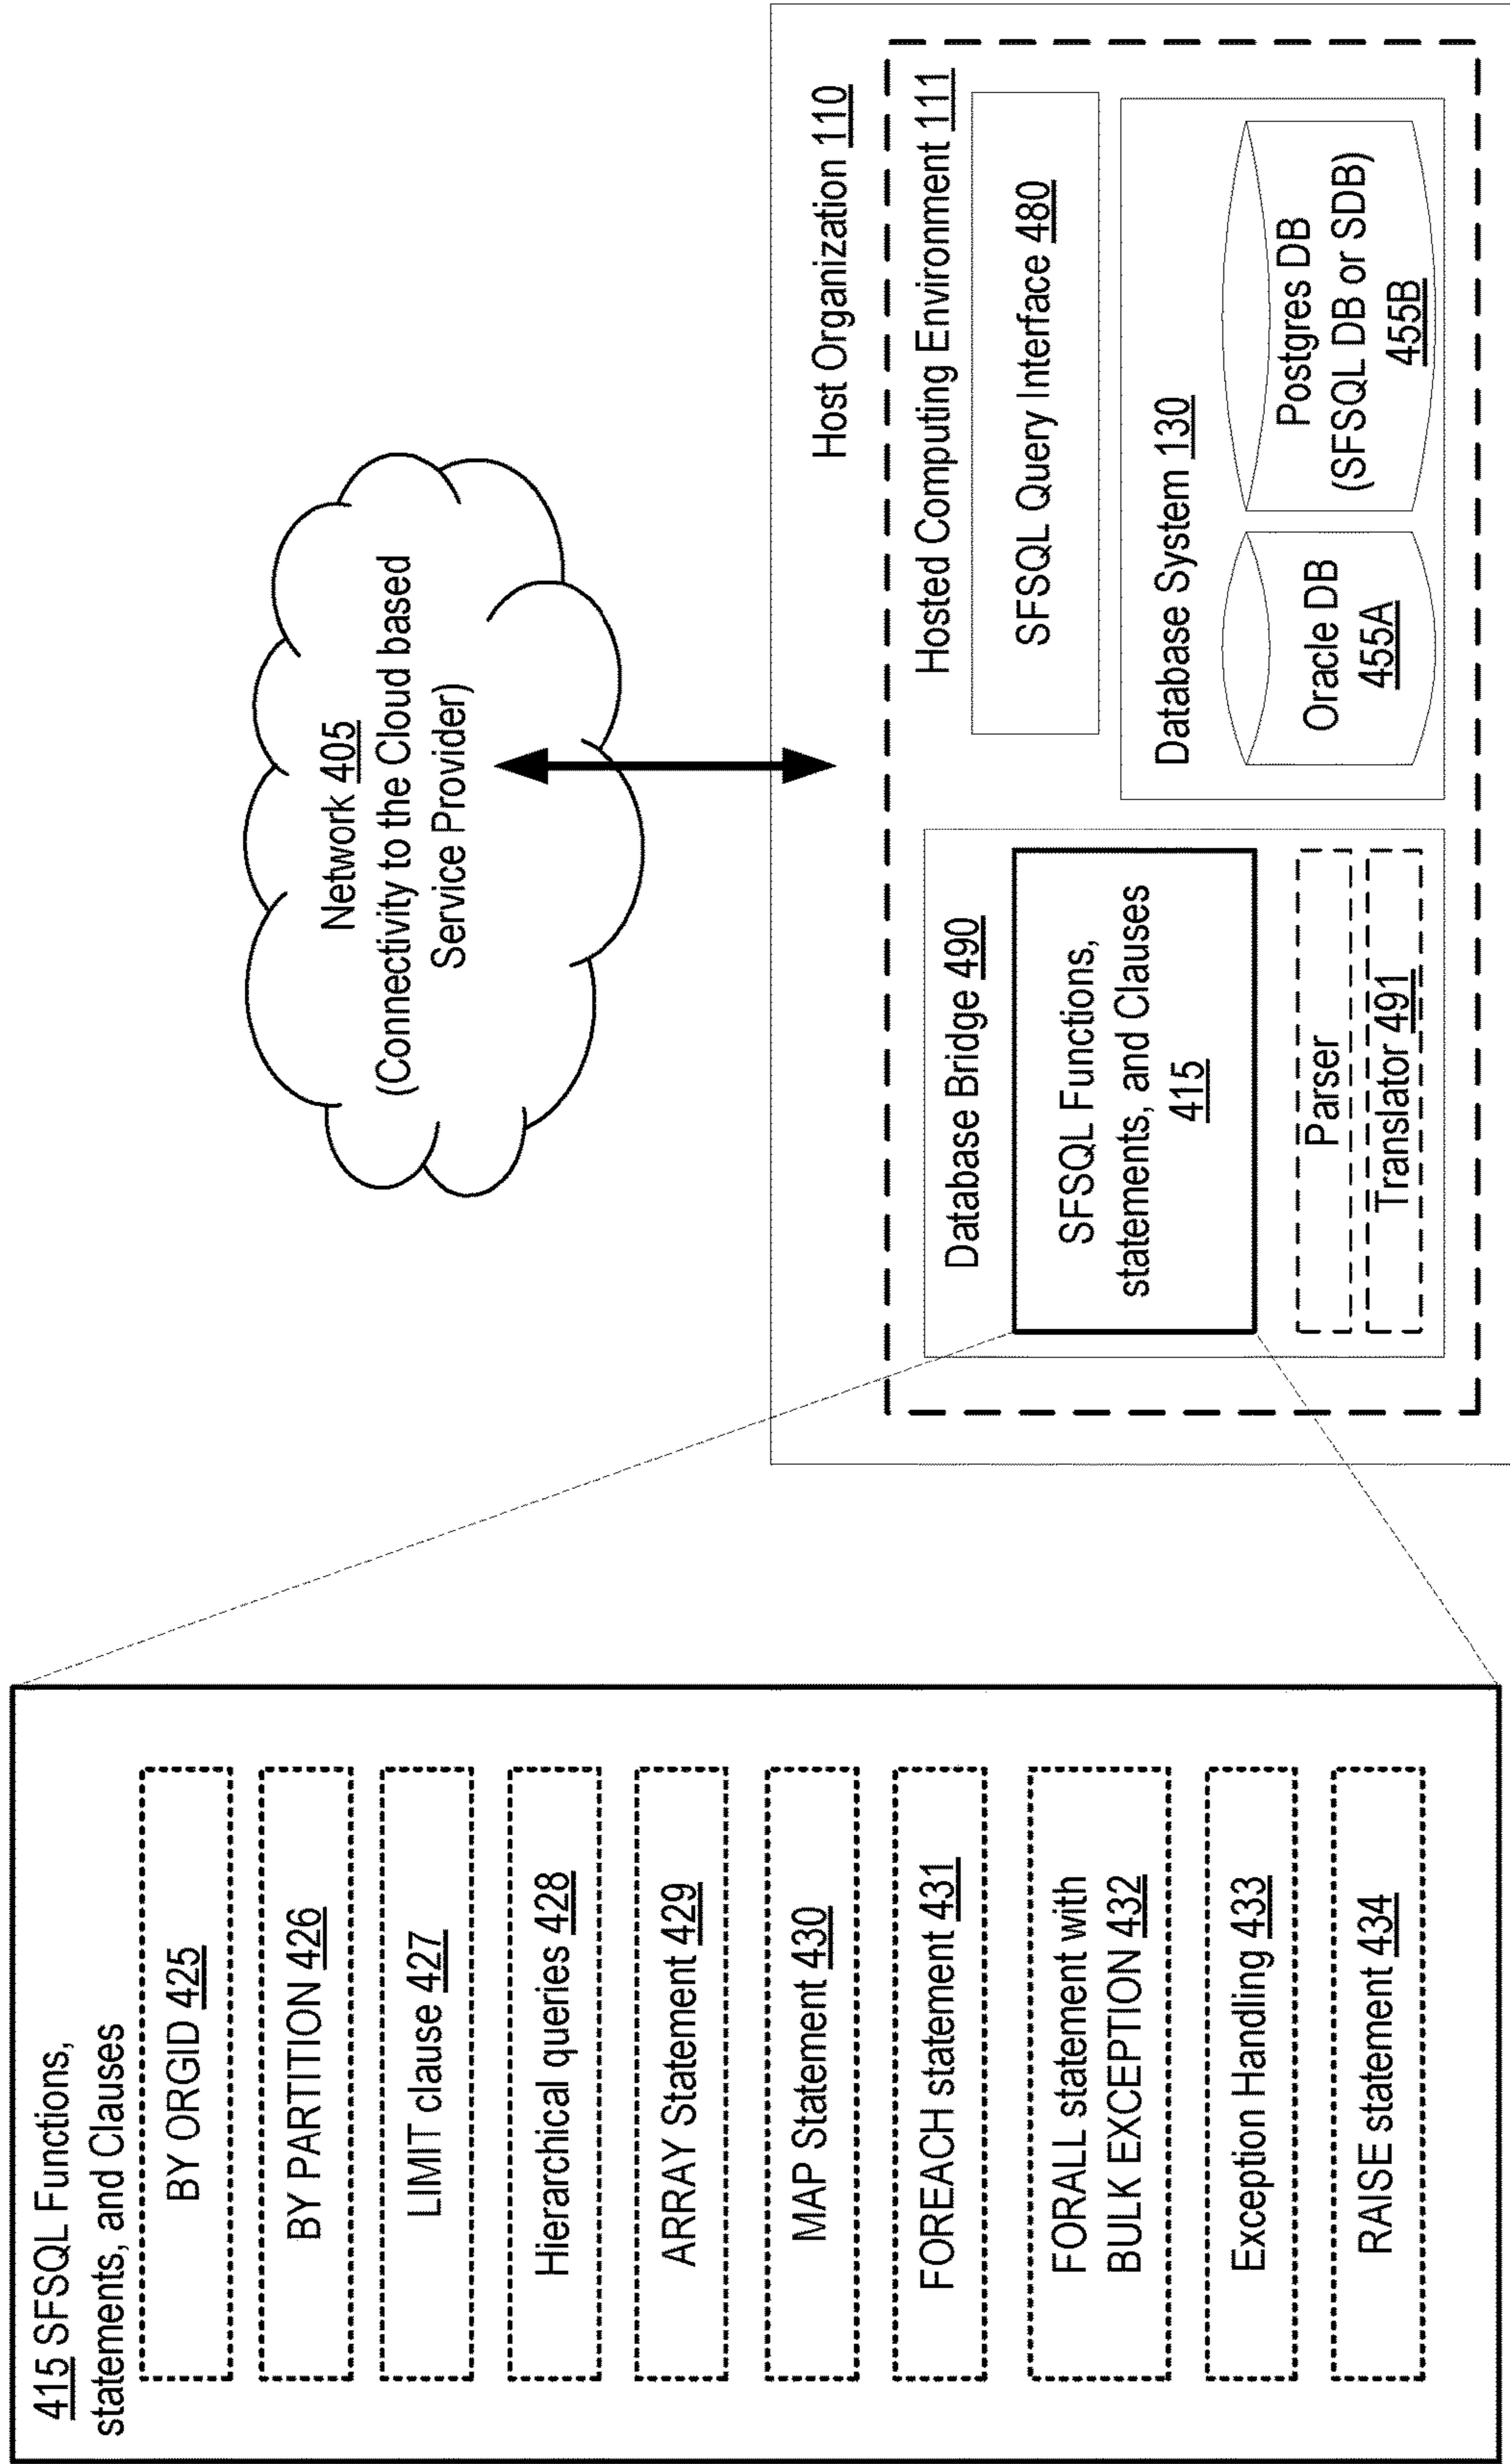 415 SFSQL Functions,
statements, and Clauses
BY ORGID 425
BY PARTITION 426
LIMIT clause 427
Hierarchical queries 428
ARRAY Statement 429
MAP Statement 430
FOREACH statement 431
FORALL statement with
BULK EXCEPTION 432
Exception Handling 433
RAISE statement 434
Network 405
(Connectivity to the Cloud based
Service Provider)
Host Organization 110
Hosted Computing Environment 111
Database Bridge 490
SFSQL Functions,
statements, and Clauses
415
Parser
Translator 491
SFSQL Query Interface 480
Database System 130
Oracle DB
455A
Postgres DB
(SFSQL DB or SDB)
455B